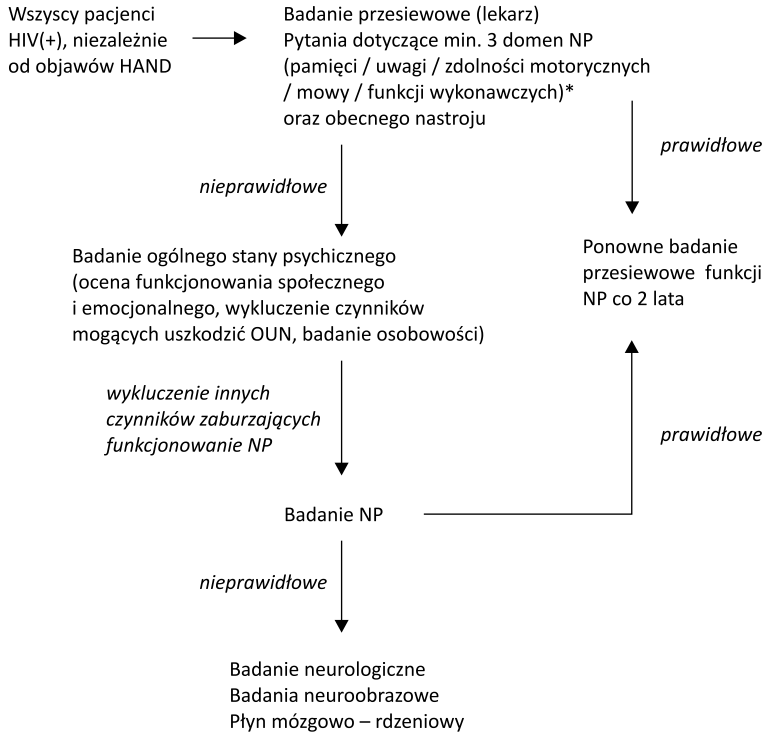 Wszyscy pacjenci
HIV(+), niezależnie
od objawów HAND
Badanie przesiewowe (lekarz)
Pytania dotyczące min. 3 domen NP
(pamięci / uwagi / zdolności motorycznych
/ mowy / funkcji wykonawczych)*
oraz obecnego nastroju
prawidłowe
nieprawidłowe
Badanie ogólnego stany psychicznego
(ocena funkcjonowania społecznego
i emocjonalnego, wykluczenie czynników
mogących uszkodzić OUN, badanie osobowości)
Ponowne badanie
przesiewowe funkcji
NP co 2 lata
wykluczenie innych
czynników zaburzających
funkcjonowanie NP
prawidłowe
Badanie NP
nieprawidłowe
Badanie neurologiczne
Badania neuroobrazowe
Płyn mózgowo – rdzeniowy